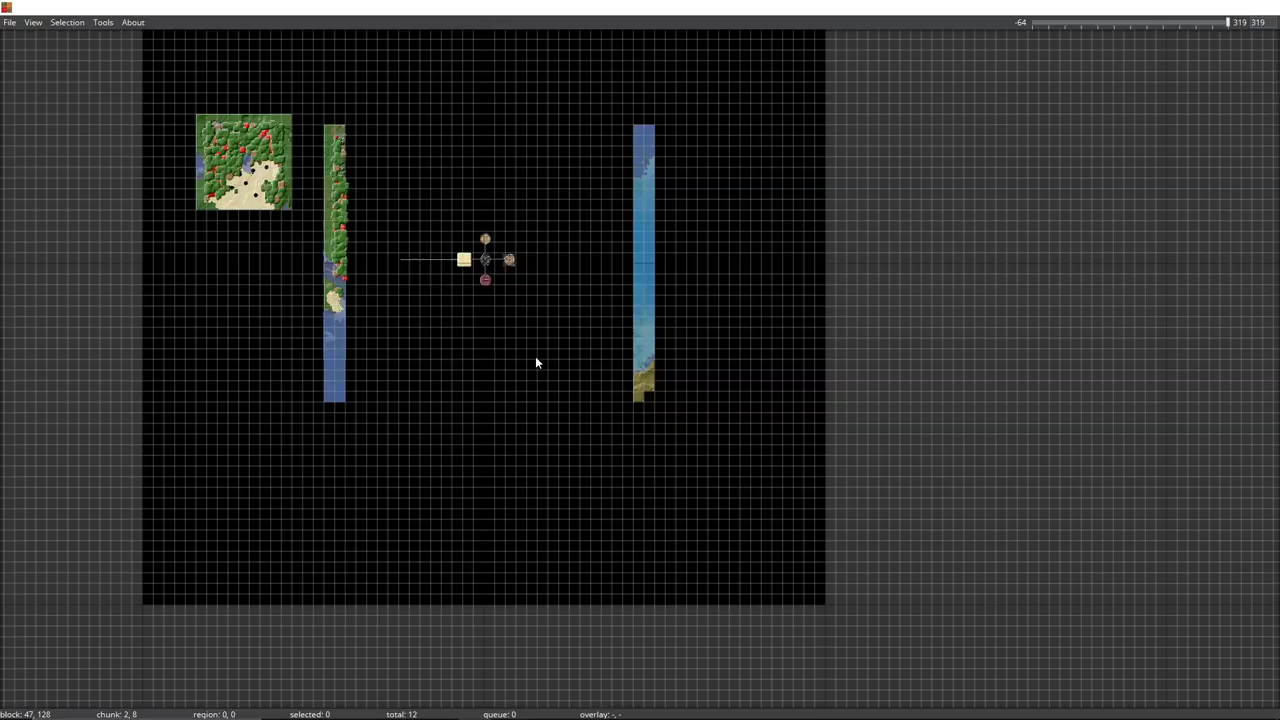 File View Selection Tools About -64 319 319
block: 47, 128 chunk: 2, 8 region: 0, 0 selected: 0 total: 12 queue: 0 overlay: -, -